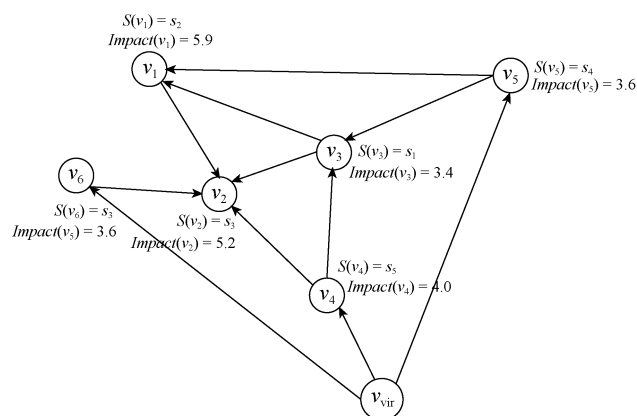 S(v₁) = s₂
Impact(v₁) = 5.9
v₁
v₅
S(v₅) = s₄
Impact(v₅) = 3.6
v₃
S(v₃) = s₁
Impact(v₃) = 3.4
v₆
v₂
S(v₆) = s₃
Impact(v₅) = 3.6
S(v₂) = s₃
Impact(v₂) = 5.2
S(v₄) = s₅
Impact(v₄) = 4.0
v₄
vvir